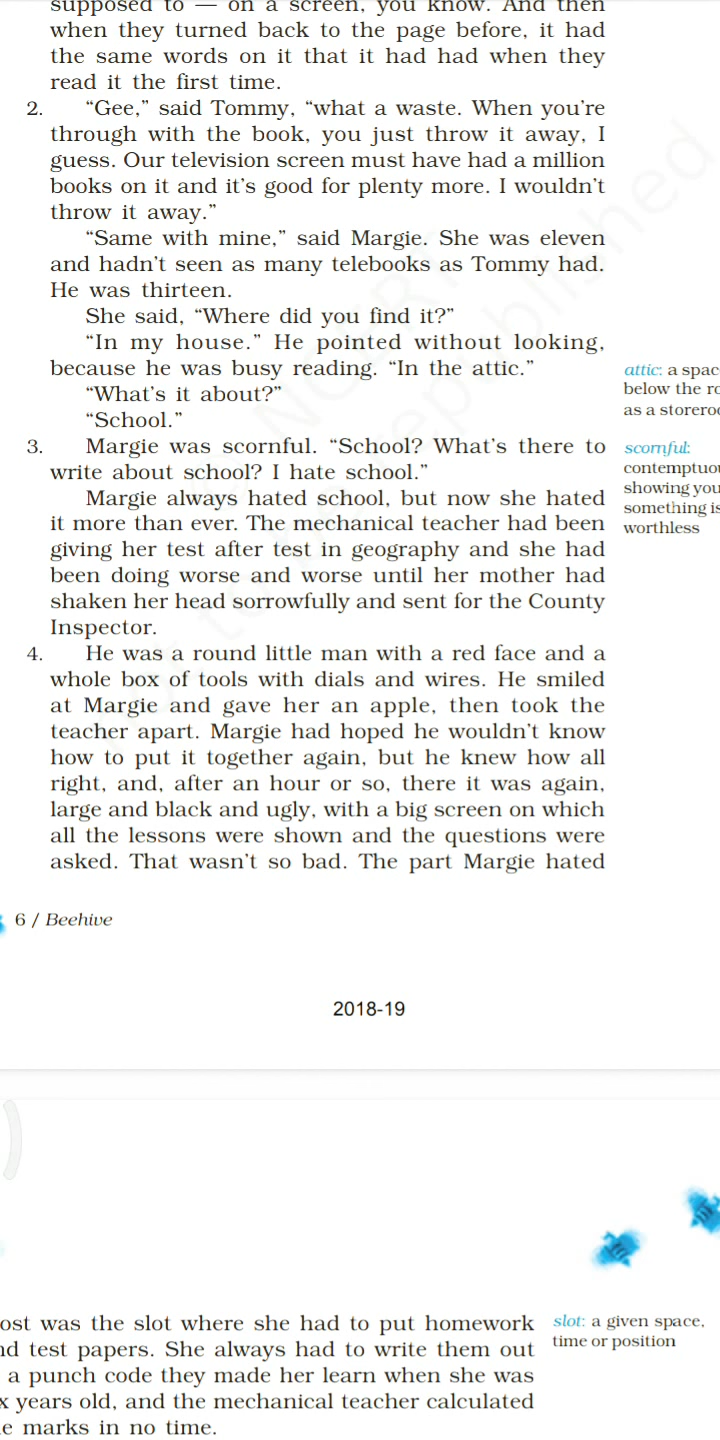 supposed to — on a screen, you know. And then
when they turned back to the page before, it had
the same words on it that it had had when they
read it the first time.
2. “Gee,” said Tommy, “what a waste. When you’re
through with the book, you just throw it away, I
guess. Our television screen must have had a million
books on it and it’s good for plenty more. I wouldn’t
throw it away.”
“Same with mine,” said Margie. She was eleven
and hadn’t seen as many telebooks as Tommy had.
He was thirteen.
She said, “Where did you find it?”
“In my house.” He pointed without looking,
because he was busy reading. “In the attic.”
“What’s it about?”
“School.”
3. Margie was scornful. “School? What’s there to
write about school? I hate school.”
Margie always hated school, but now she hated
it more than ever. The mechanical teacher had been
giving her test after test in geography and she had
been doing worse and worse until her mother had
shaken her head sorrowfully and sent for the County
Inspector.
4. He was a round little man with a red face and a
whole box of tools with dials and wires. He smiled
at Margie and gave her an apple, then took the
teacher apart. Margie had hoped he wouldn’t know
how to put it together again, but he knew how all
right, and, after an hour or so, there it was again,
large and black and ugly, with a big screen on which
all the lessons were shown and the questions were
asked. That wasn’t so bad. The part Margie hated
attic: a spac
below the ro
as a storeroo
scornful:
contemptuou
showing you
something is
worthless
6 / Beehive
2018-19
ost was the slot where she had to put homework
nd test papers. She always had to write them out
a punch code they made her learn when she was
x years old, and the mechanical teacher calculated
e marks in no time.
slot: a given space,
time or position